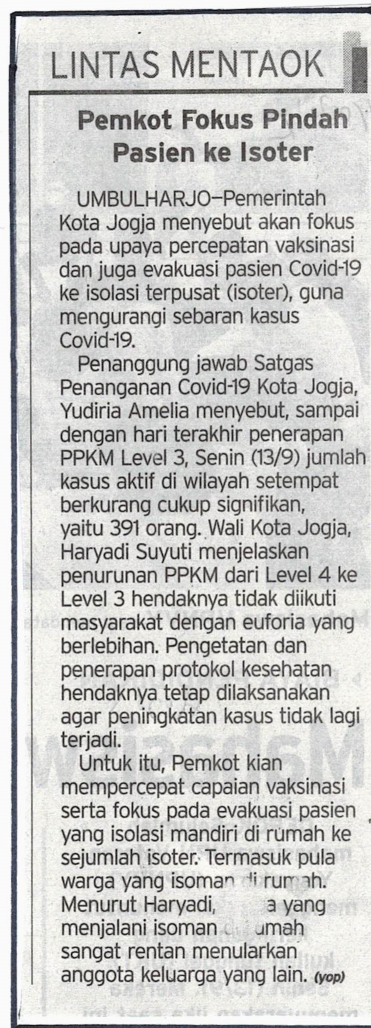 LINTAS MENTAOK
Pemkot Fokus Pindah
Pasien ke Isoter
UMBULHARJO–Pemerintah
Kota Jogja menyebut akan fokus
pada upaya percepatan vaksinasi
dan juga evakuasi pasien Covid-19
ke isolasi terpusat (isoter), guna
mengurangi sebaran kasus
Covid-19.
Penanggung jawab Satgas
Penanganan Covid-19 Kota Jogja,
Yudiria Amelia menyebut, sampai
dengan hari terakhir penerapan
PPKM Level 3, Senin (13/9) jumlah
kasus aktif di wilayah setempat
berkurang cukup signifikan,
yaitu 391 orang. Wali Kota Jogja,
Haryadi Suyuti menjelaskan
penurunan PPKM dari Level 4 ke
Level 3 hendaknya tidak diikuti
masyarakat dengan euforia yang
berlebihan. Pengetatan dan
penerapan protokol kesehatan
hendaknya tetap dilaksanakan
agar peningkatan kasus tidak lagi
terjadi.
Untuk itu, Pemkot kian
mempercepat capaian vaksinasi
serta fokus pada evakuasi pasien
yang isolasi mandiri di rumah ke
sejumlah isoter. Termasuk pula
warga yang isoman di rumah.
Menurut Haryadi, yang
menjalani isoman
sangat rentan menularkan
anggota keluarga yang lain. (yop)